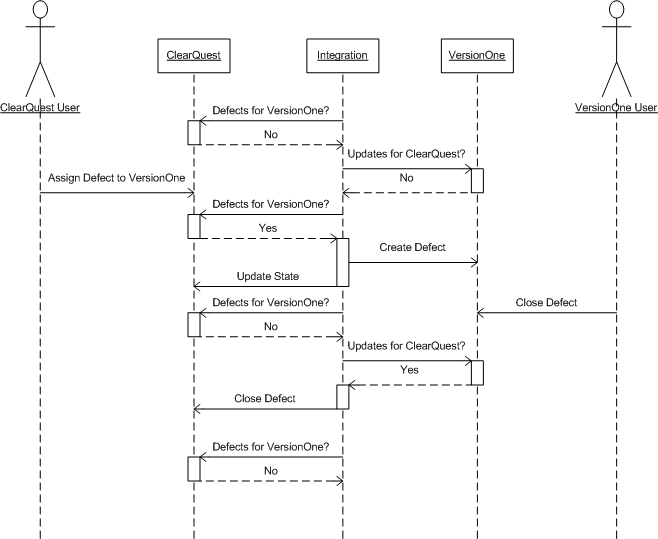 ClearQuest
Integration
VersionOne
ClearQuest User
VersionOne User
Defects for VersionOne?
No
Updates for ClearQuest?
No
Assign Defect to VersionOne
Defects for VersionOne?
Yes
Create Defect
Update State
Defects for VersionOne?
Close Defect
No
Updates for ClearQuest?
Yes
Close Defect
Defects for VersionOne?
No